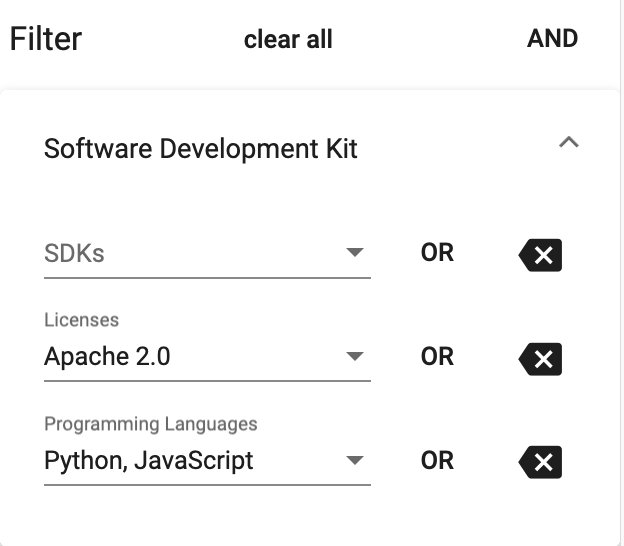 Filter clear all AND
Software Development Kit
SDKs OR
Licenses
Apache 2.0 OR
Programming Languages
Python, JavaScript OR